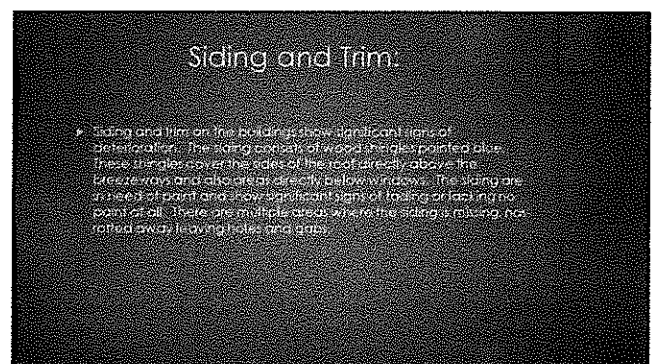 Siding and Trim:
Siding and trim on the buildings show significant signs of
deterioration. The siding consists of wood shingles painted blue.
These shingles cover the sides of the roof directly above the
breezeways and also areas directly below windows. The siding are
in need of paint and show significant signs of fading or lacking no
paint at all. There are multiple areas where the siding is missing, has
rotted away leaving holes and gaps.